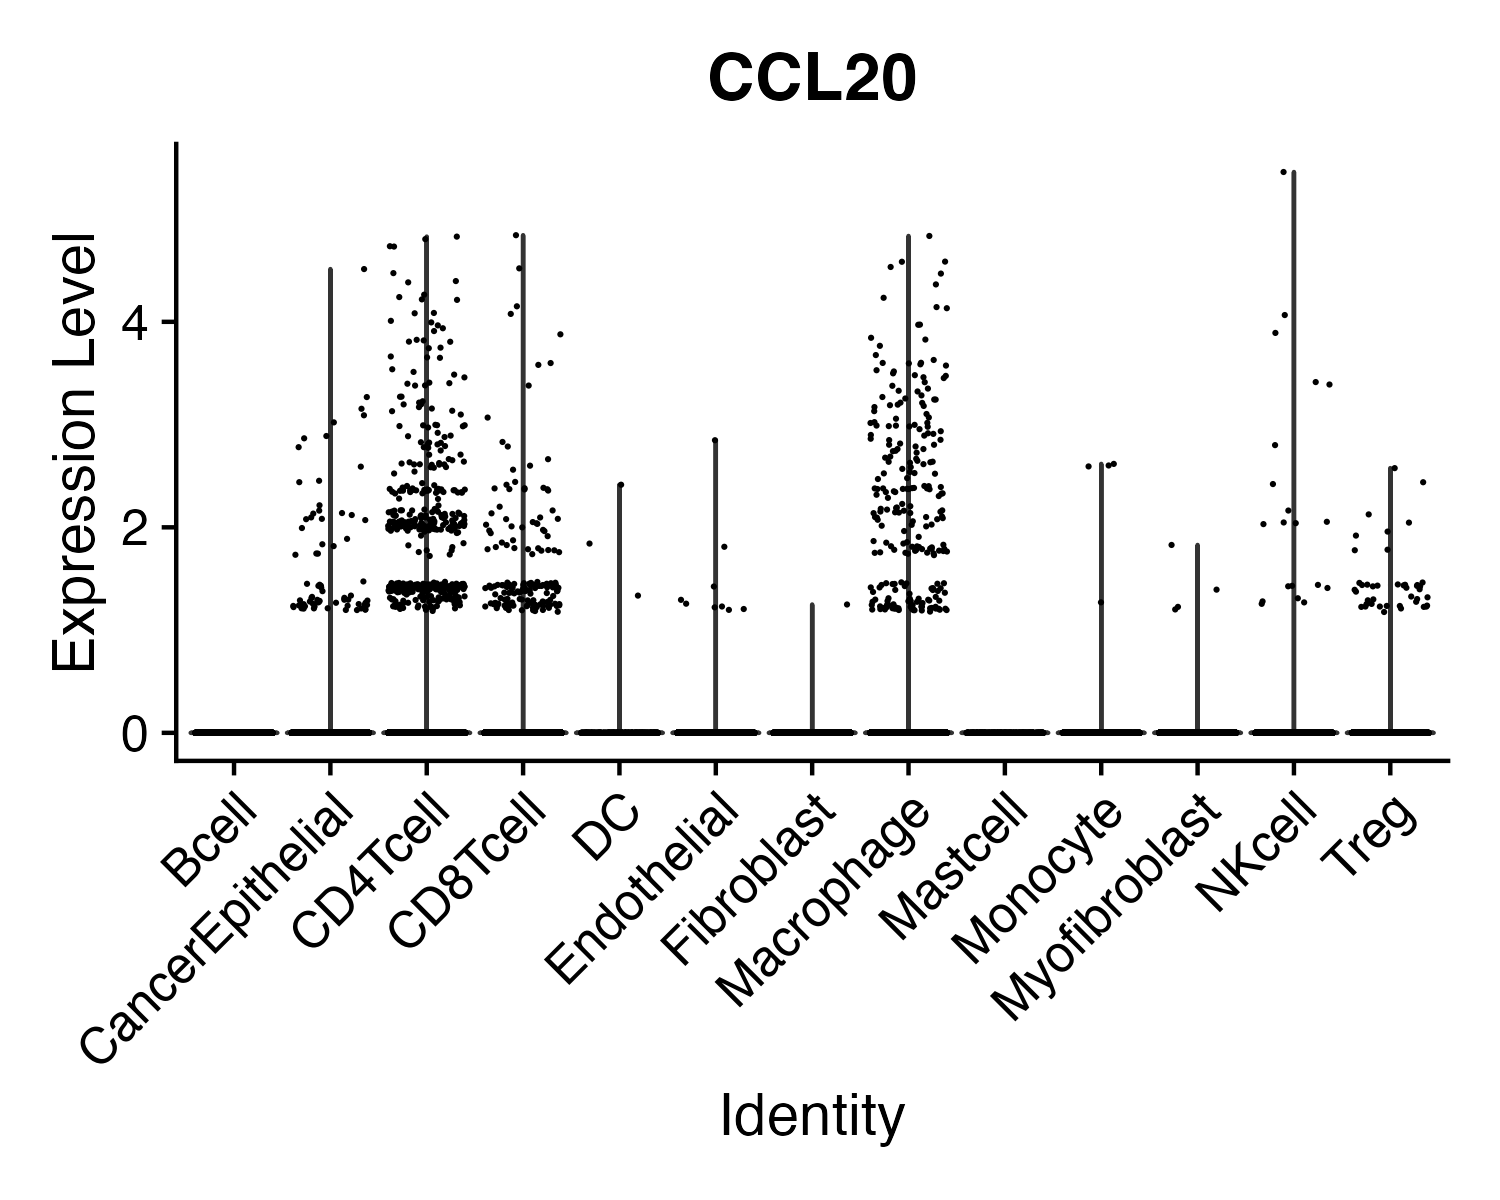 CCL20
Expression Level
4
2
0
Bcell
CancerEpithelial
CD4Tcell
CD8Tcell
DC
Endothelial
Fibroblast
Macrophage
Mastcell
Monocyte
Myofibroblast
NKcell
Treg
Identity